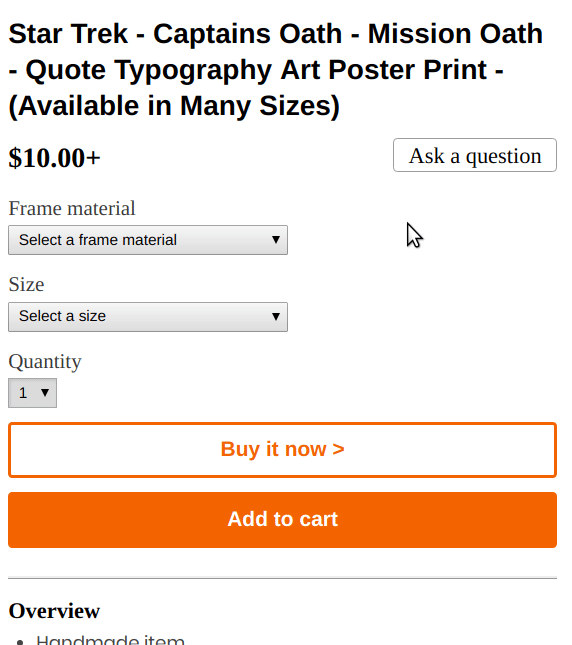 Star Trek - Captains Oath - Mission Oath
- Quote Typography Art Poster Print -
(Available in Many Sizes)
$10.00+
Ask a question
Frame material
Select a frame material
Size
Select a size
Quantity
1
Buy it now >
Add to cart
Overview
Handmade item